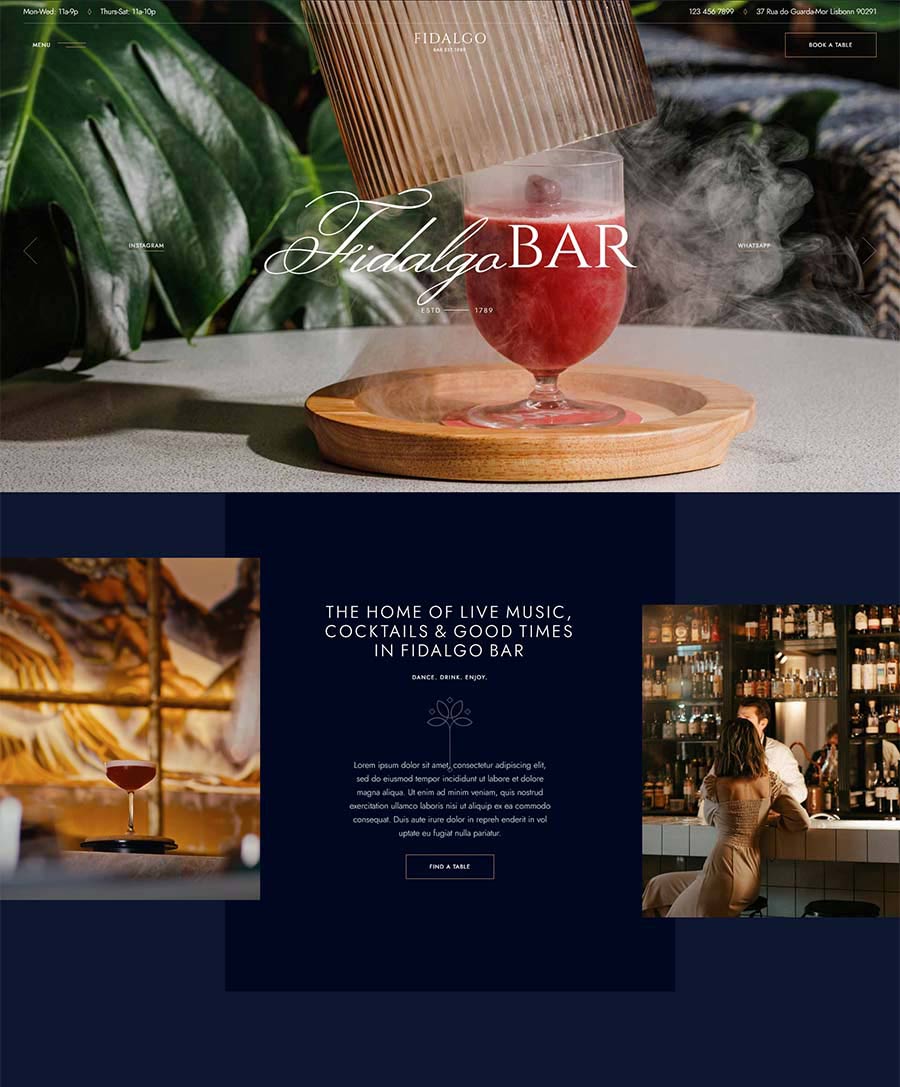 Mon-Wed: 11a-9p ◊ Thurs-Sat: 11a-10p
123 456 7899 ◊ 37 Rua do Guarda-Mor Lisbonn 90291
MENU
FIDALGO
BAR EST. 1989
BOOK A TABLE
INSTAGRAM
Fidalgo BAR
WHATSAPP
ESTD 1789
THE HOME OF LIVE MUSIC,
COCKTAILS & GOOD TIMES
IN FIDALGO BAR
DANCE. DRINK. ENJOY.
Lorem ipsum dolor sit amet, consectetur adipiscing elit,
sed do eiusmod tempor incididunt ut labore et dolore
magna aliqua. Ut enim ad minim veniam, quis nostrud
exercitation ullamco laboris nisi ut aliquip ex ea commodo
consequat. Duis aute irure dolor in repreh enderit in vol
uptate eu fugiat nulla pariatur.
FIND A TABLE